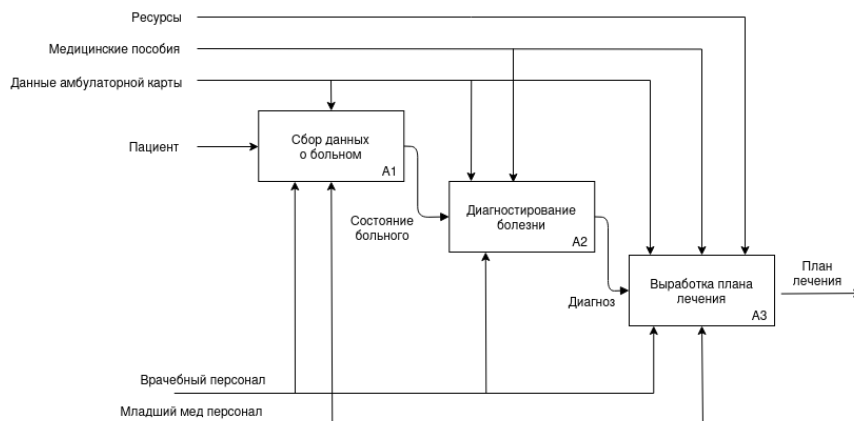 Ресурсы
Медицинские пособия
Данные амбулаторной карты
Пациент
Сбор данных
о больном
A1
Состояние
больного
Диагностирование
болезни
A2
Диагноз
Выработка плана
лечения
A3
План
лечения
Врачебный персонал
Младший мед персонал